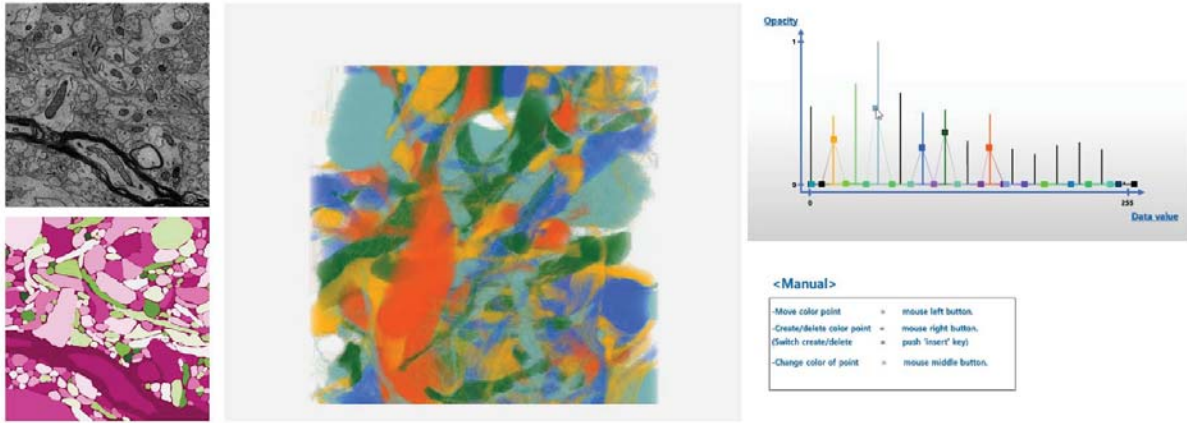 Opacity
1
0
0
255
Data value
<Manual>
-Move color point = mouse left button.
-Create/delete color point = mouse right button.
(Switch create/delete = push 'insert' key)
-Change color of point = mouse middle button.